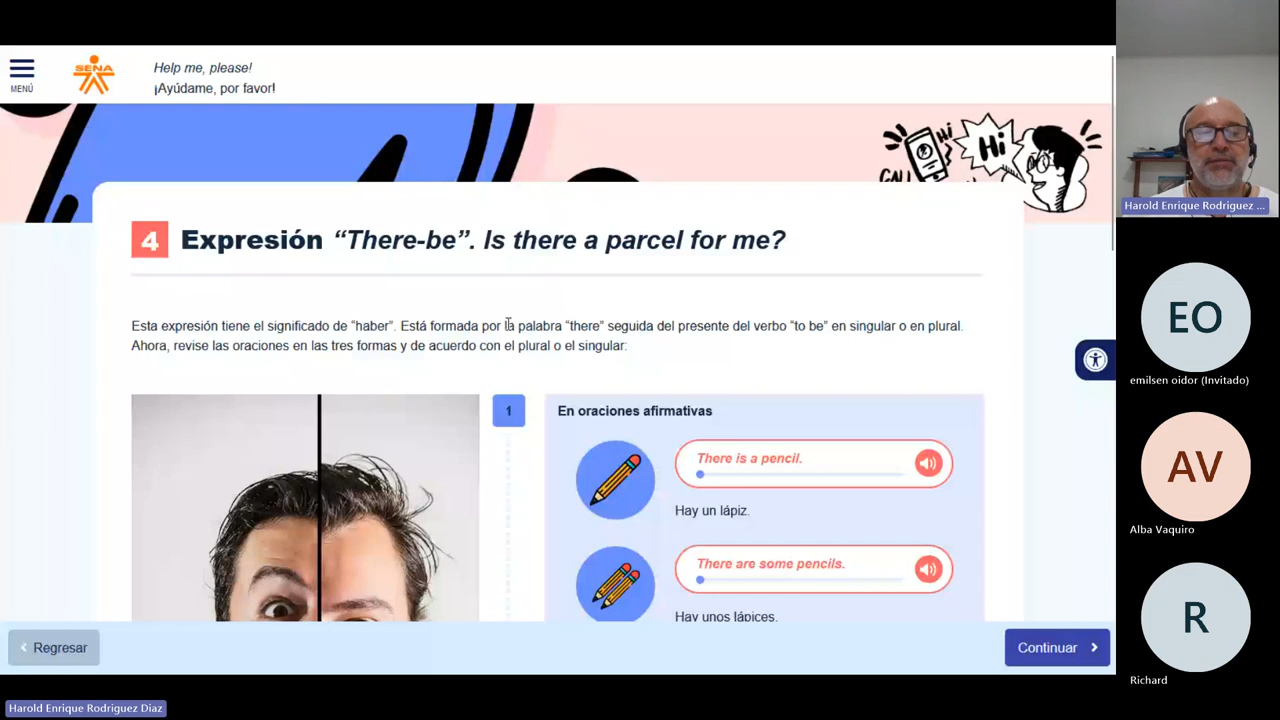 MENÚ
SENA
Help me, please!
¡Ayúdame, por favor!
Hi
Hi
CALL
4 Expresión “There-be”. Is there a parcel for me?
Esta expresión tiene el significado de “haber”. Está formada por la palabra “there” seguida del presente del verbo “to be” en singular o en plural.
Ahora, revise las oraciones en las tres formas y de acuerdo con el plural o el singular:
1
En oraciones afirmativas
There is a pencil.
Hay un lápiz.
There are some pencils.
Hay unos lápices.
Regresar
Continuar
Harold Enrique Rodriguez Diaz
Harold Enrique Rodriguez ...
EO
emilsen oidor (Invitado)
AV
Alba Vaquiro
R
Richard